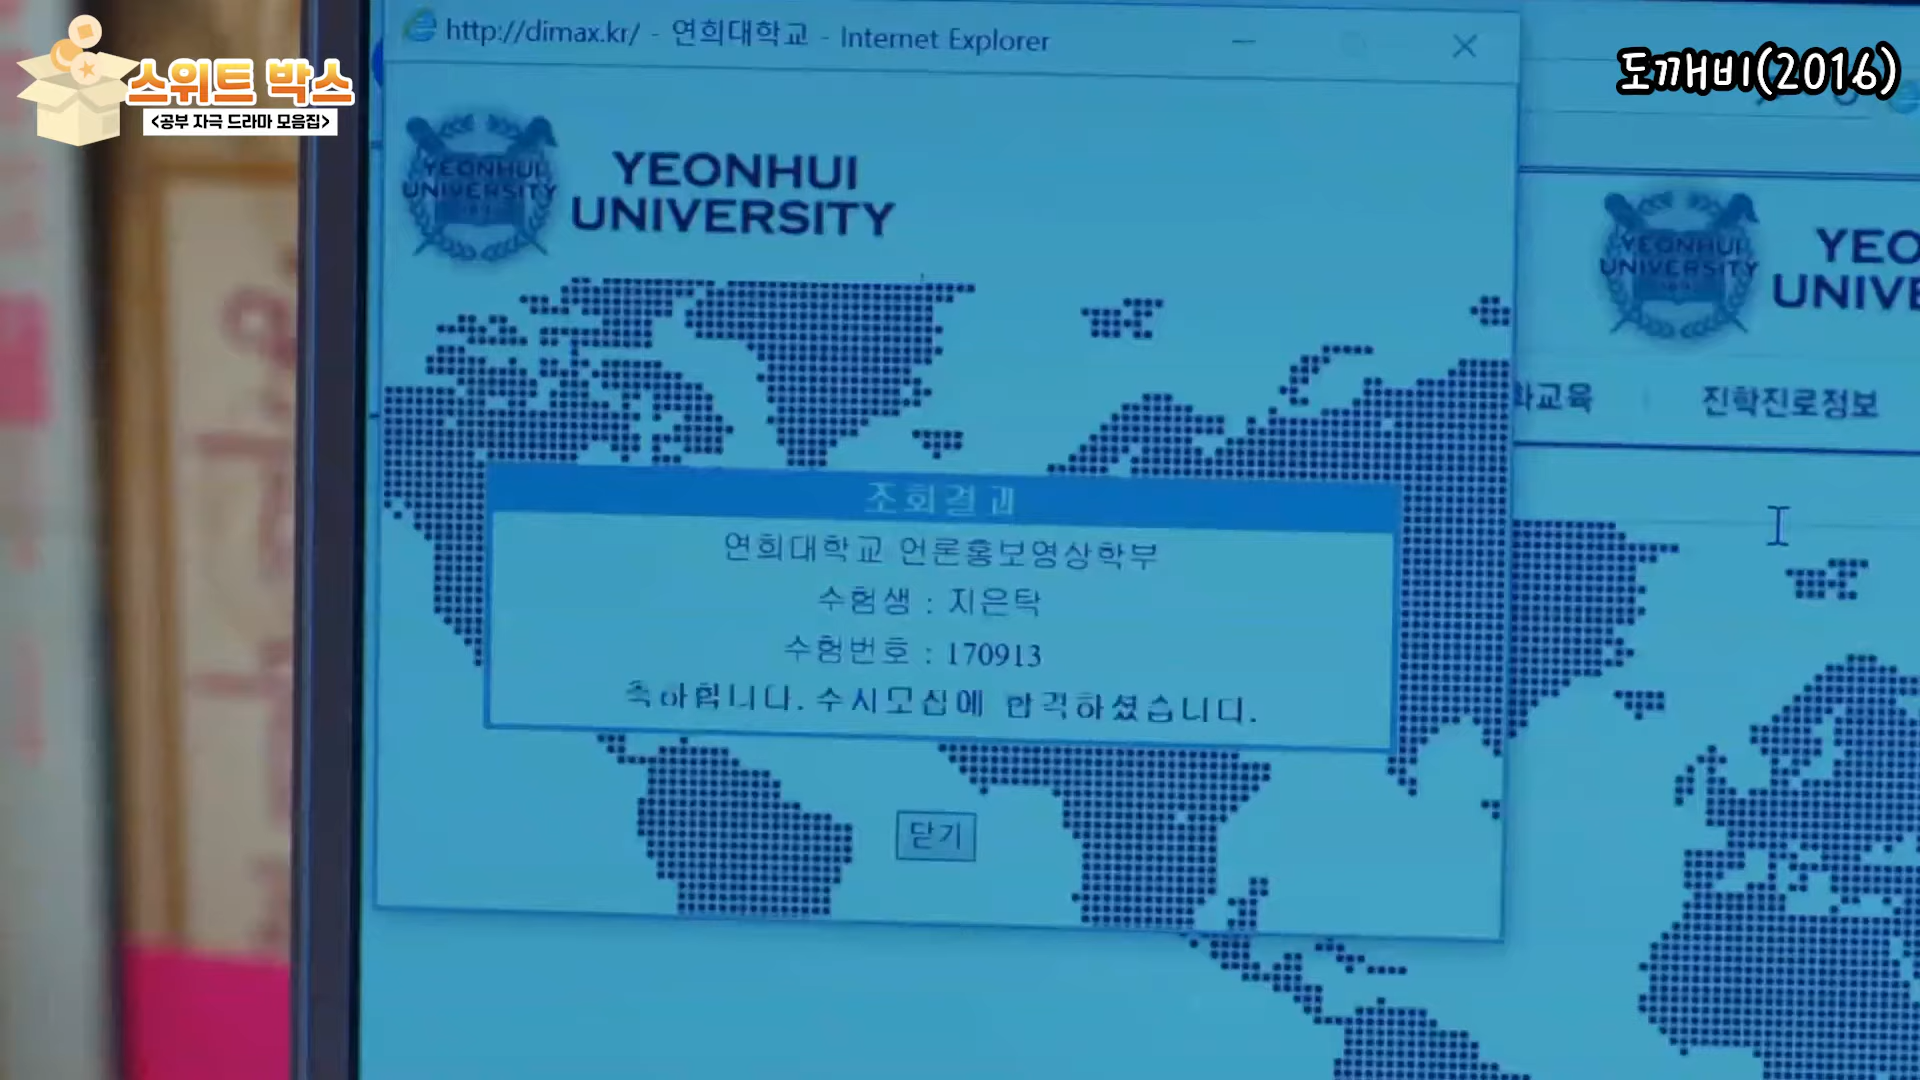 http://dimax.kr/ - 연희대학교 - Internet Explorer
스위트 박스
<공부 자극 드라마 모음집>
도깨비(2016)
YEONHUI
UNIVERSITY
YEONHUI
UNIVERSITY
YEONHUI
UNIVERSITY
YEO
UNIVE
화교육
진학진로정보
조회결과
연희대학교 언론홍보영상학부
수험생 : 지은탁
수험번호 : 170913
축하합니다. 수시모집에 합격하셨습니다.
닫기